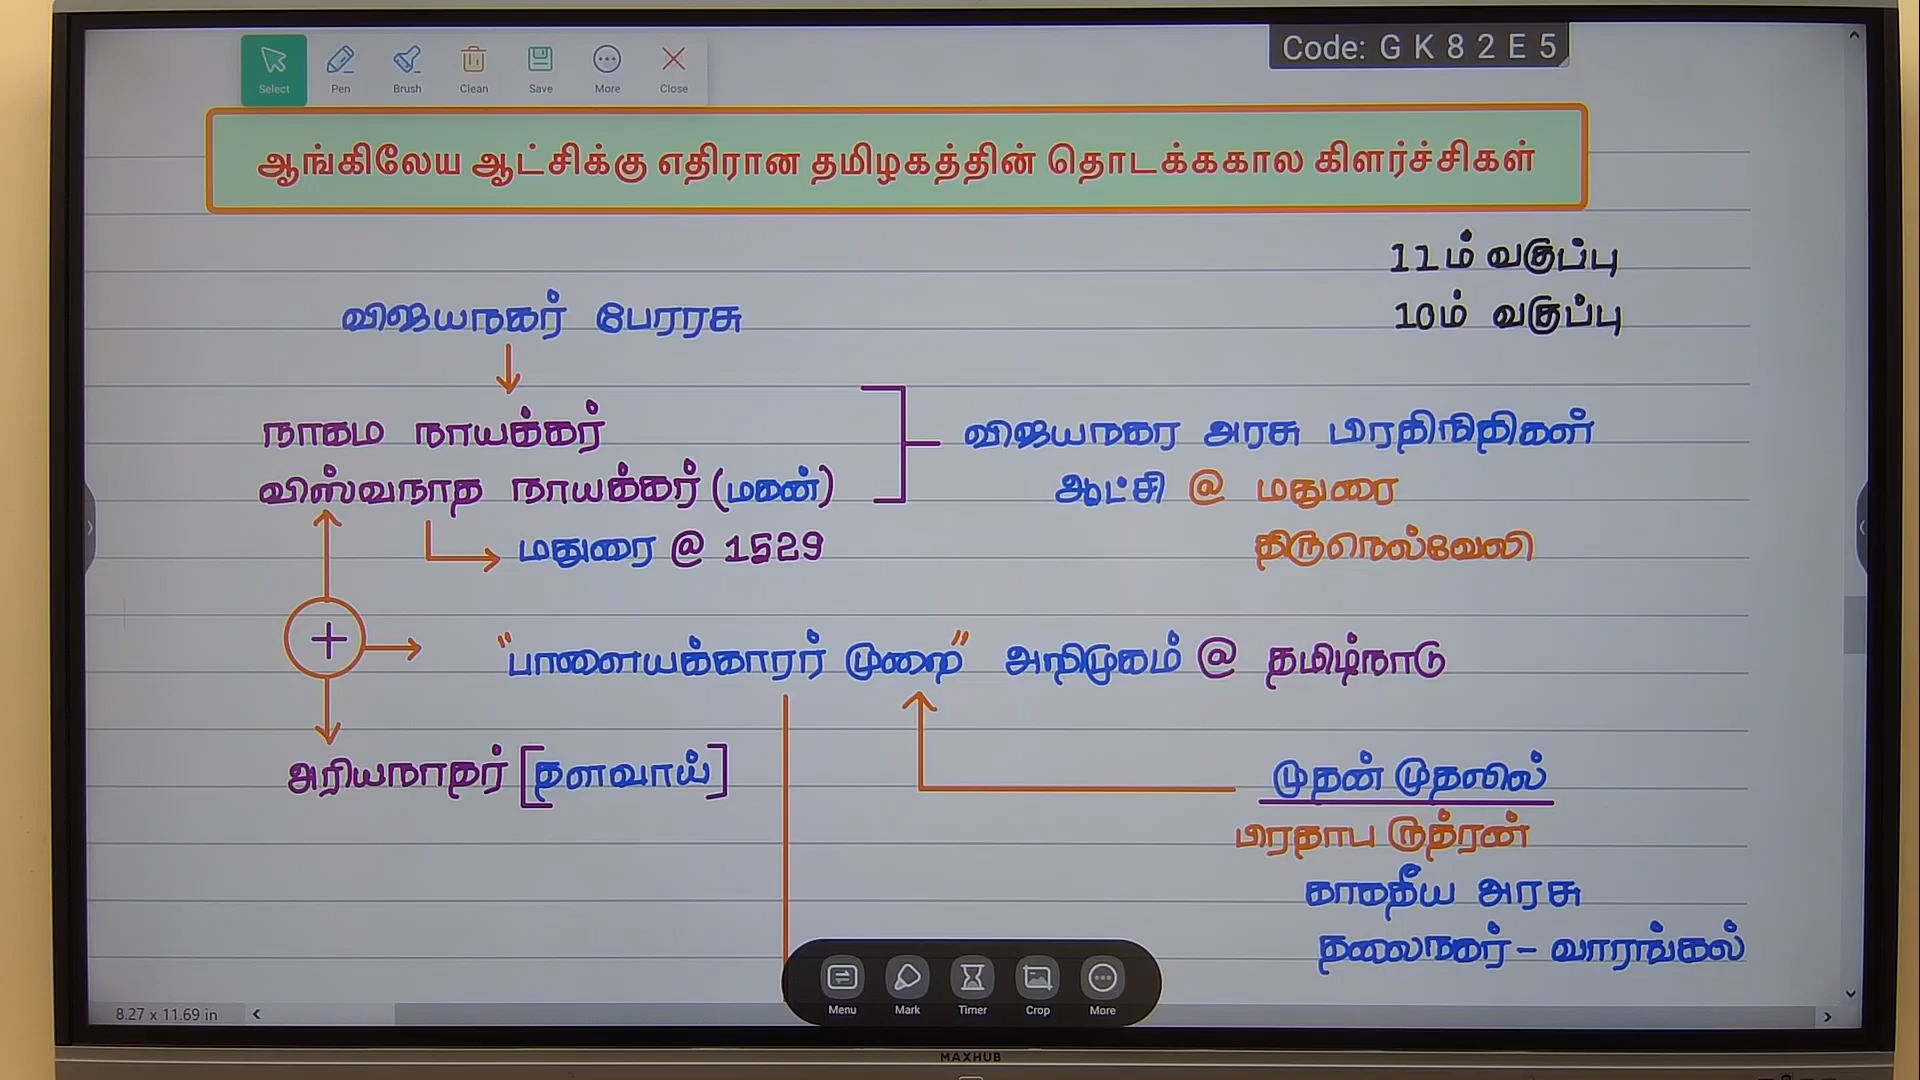 Code: G K 8 2 E 5
Select Pen Brush Clean Save More Close
ஆங்கிலேய ஆட்சிக்கு எதிரான தமிழகத்தின் தொடக்ககால கிளர்ச்சிகள்
11ம் வகுப்பு
10ம் வகுப்பு
விஜயநகர் பேரரசு
நாகம நாயக்கர்
விஸ்வநாத நாயக்கர் (மகன்)
மதுரை @ 1529
விஜயநகர அரசு பிரதிநிதிகள்
ஆட்சி @ மதுரை
திருநெல்வேலி
+
"பாளையக்காரர் முறை" அறிமுகம் @ தமிழ்நாடு
அரியநாதர் [தளவாய்]
முதன் முதலில்
பிரதாப ருத்ரன்
காகதீய அரசு
தலைநகர் - வாராங்கல்
Menu Mark Timer Crop More
8.27 x 11.69 in
MAXHUB